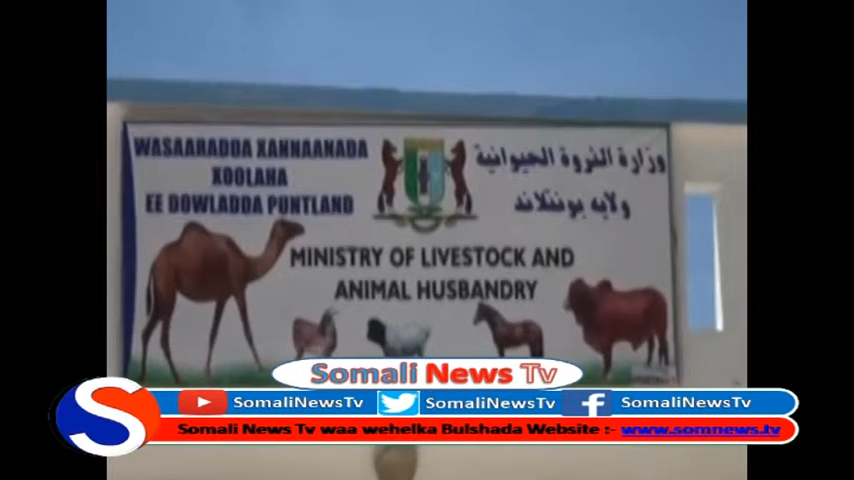 WASAARADDA XANNAANADA
XOOLAHA
EE DOWLADDA PUNTLAND
وزارة الثروة الحيوانية
ولاية بونتلاند
MINISTRY OF LIVESTOCK AND
ANIMAL HUSBANDRY
Somali News Tv
SomaliNewsTv SomaliNewsTv SomaliNewsTv
Somali News Tv waa wehelka Bulshada Website :- www.somnews.tv